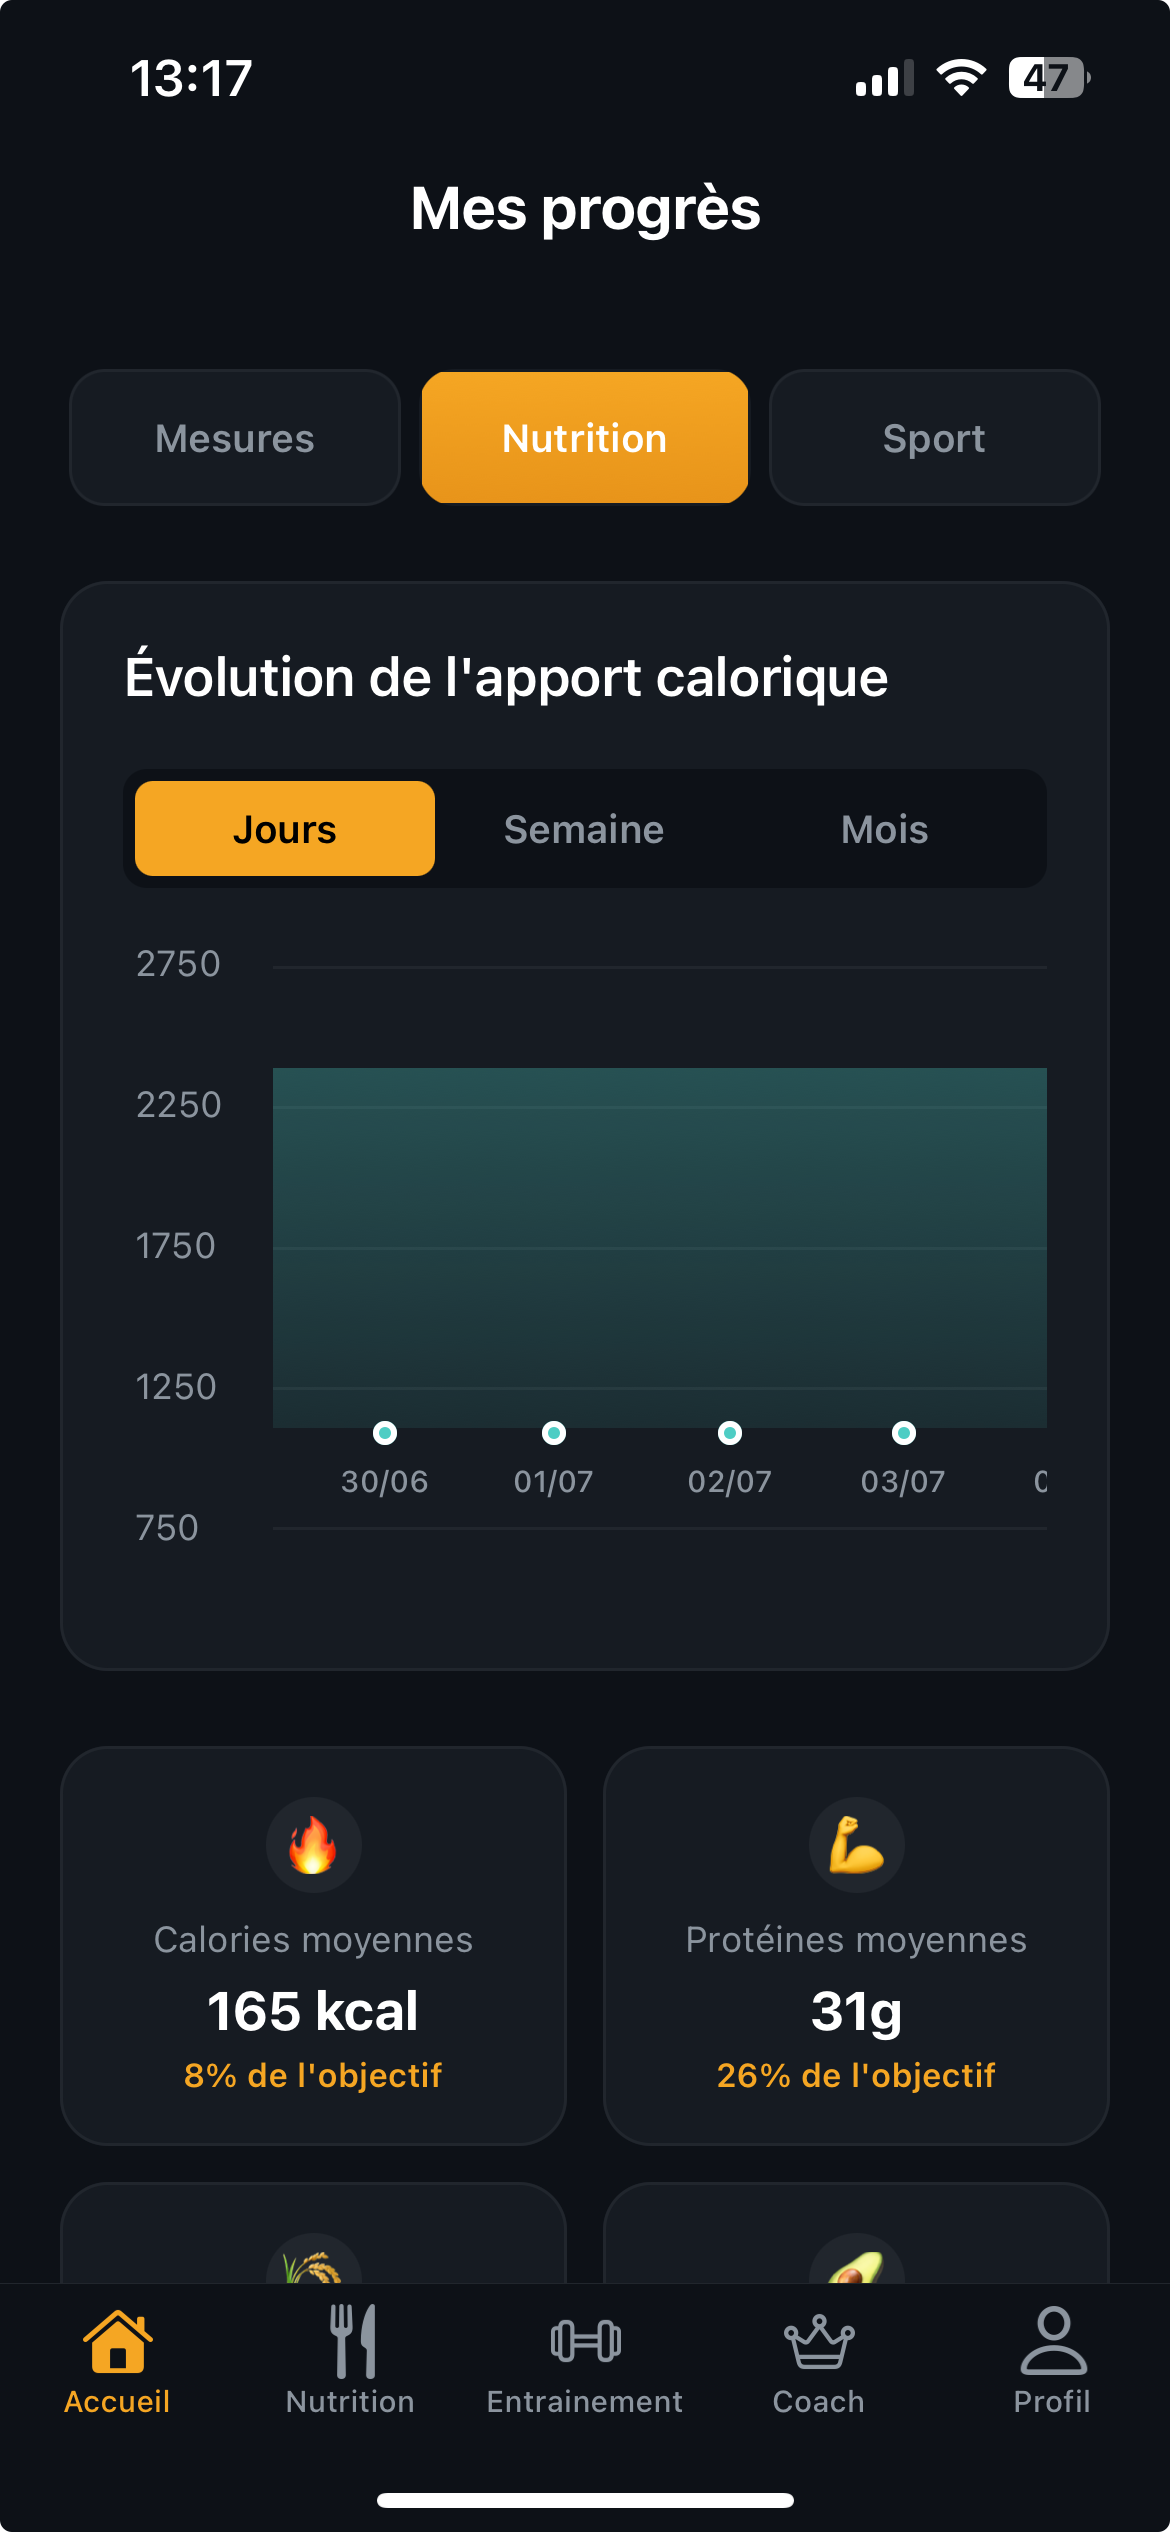 13:17
47
Mes progrès
Mesures
Nutrition
Sport
Évolution de l'apport calorique
Jours
Semaine
Mois
2750
2250
1750
1250
30/06
01/07
02/07
03/07
750
Calories moyennes
165 kcal
8% de l'objectif
Protéines moyennes
31g
26% de l'objectif
Accueil
Nutrition
Entrainement
Coach
Profil